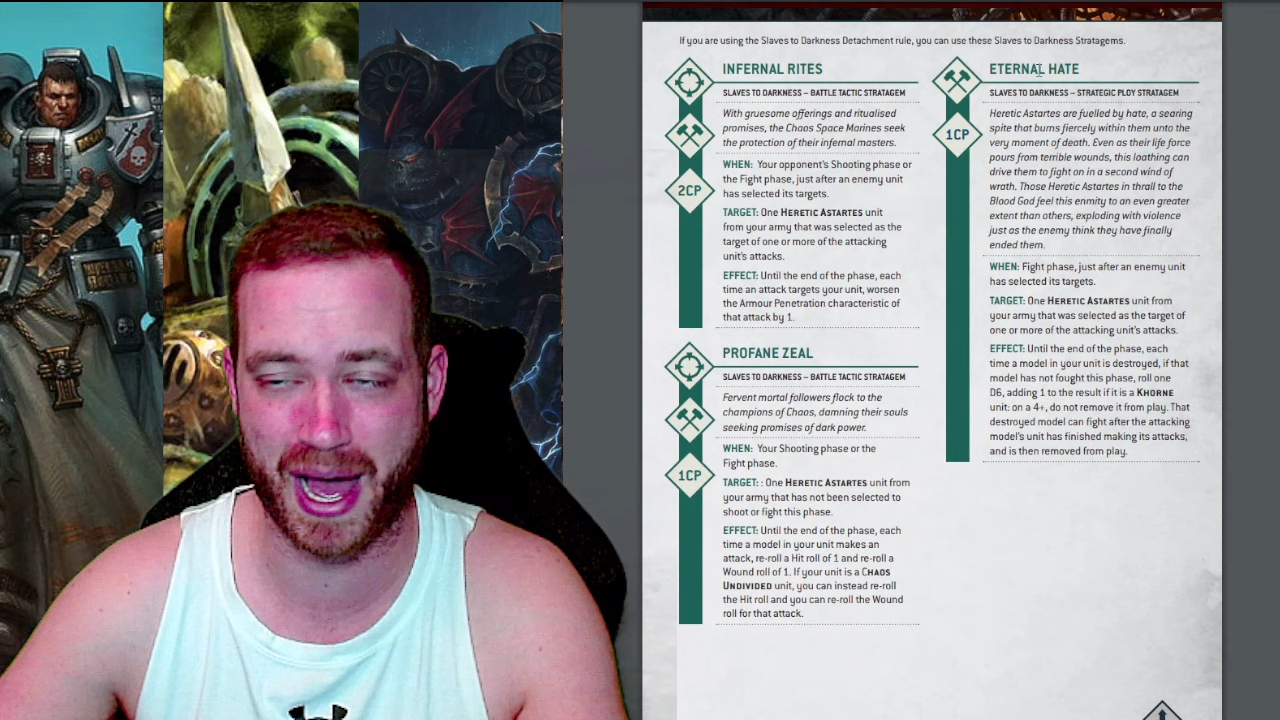 If you are using the Slaves to Darkness Detachment rule, you can use these Slaves to Darkness Stratagems.
INFERNAL RITES
SLAVES TO DARKNESS – BATTLE TACTIC STRATAGEM
With gruesome offerings and ritualised
promises, the Chaos Space Marines seek
the protection of their infernal masters.
2CP
WHEN: Your opponent's Shooting phase or
the Fight phase, just after an enemy unit
has selected its targets.
TARGET: One HERETIC ASTARTES unit
from your army that was selected as the
target of one or more of the attacking
unit's attacks.
EFFECT: Until the end of the phase, each
time an attack targets your unit, worsen
the Armour Penetration characteristic of
that attack by 1.
PROFANE ZEAL
SLAVES TO DARKNESS – BATTLE TACTIC STRATAGEM
Fervent mortal followers flock to the
champions of Chaos, damning their souls
seeking promises of dark power.
1CP
WHEN: Your Shooting phase or the
Fight phase.
TARGET: : One HERETIC ASTARTES unit from
your army that has not been selected to
shoot or fight this phase.
EFFECT: Until the end of the phase, each
time a model in your unit makes an
attack, re-roll a Hit roll of 1 and re-roll a
Wound roll of 1. If your unit is a CHAOS
UNDIVIDED unit, you can instead re-roll
the Hit roll and you can re-roll the Wound
roll for that attack.
ETERNAL HATE
SLAVES TO DARKNESS – STRATEGIC PLOY STRATAGEM
1CP
Heretic Astartes are fuelled by hate, a searing
spite that burns fiercely within them unto the
very moment of death. Even as their life force
pours from terrible wounds, this loathing can
drive them to fight on in a second wind of
wrath. Those Heretic Astartes in thrall to the
Blood God feel this enmity to an even greater
extent than others, exploding with violence
just as the enemy think they have finally
ended them.
WHEN: Fight phase, just after an enemy unit
has selected its targets.
TARGET: One HERETIC ASTARTES unit from
your army that was selected as the target of
one or more of the attacking unit's attacks.
EFFECT: Until the end of the phase, each
time a model in your unit is destroyed, if that
model has not fought this phase, roll one
D6, adding 1 to the result if it is a KHORNE
unit: on a 4+, do not remove it from play. That
destroyed model can fight after the attacking
model's unit has finished making its attacks,
and is then removed from play.